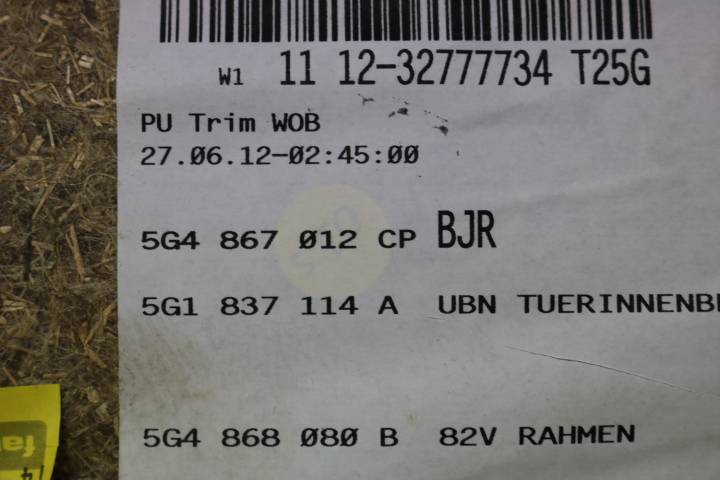 W1 11 12-32777734 T25G
PU Trim WOB
27.06.12-02:45:00
5G4 867 012 CP BJR
5G1 837 114 A UBN TUERINNENB
5G4 868 080 B 82V RAHMEN
fa